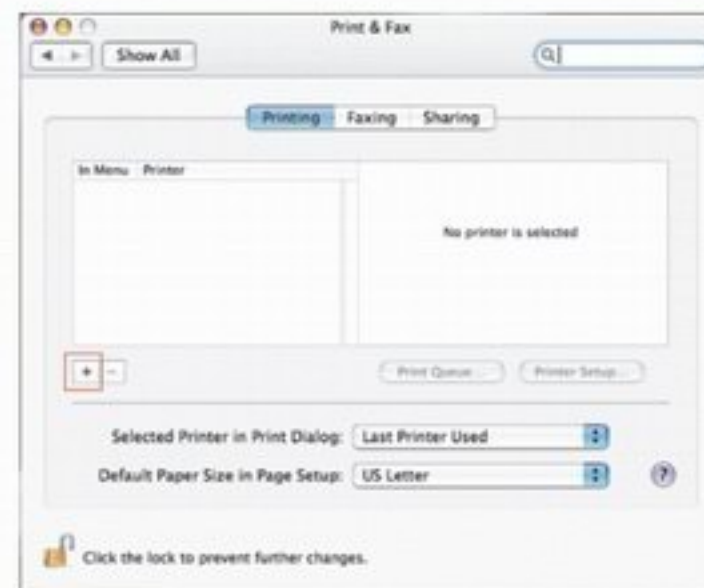 Print & Fax
Show All
Printing Faxing Sharing
In Menu Printer
No printer is selected
+ -
Print Queue... Printer Setup...
Selected Printer in Print Dialog: Last Printer Used
Default Paper Size in Page Setup: US Letter ?
Click the lock to prevent further changes.